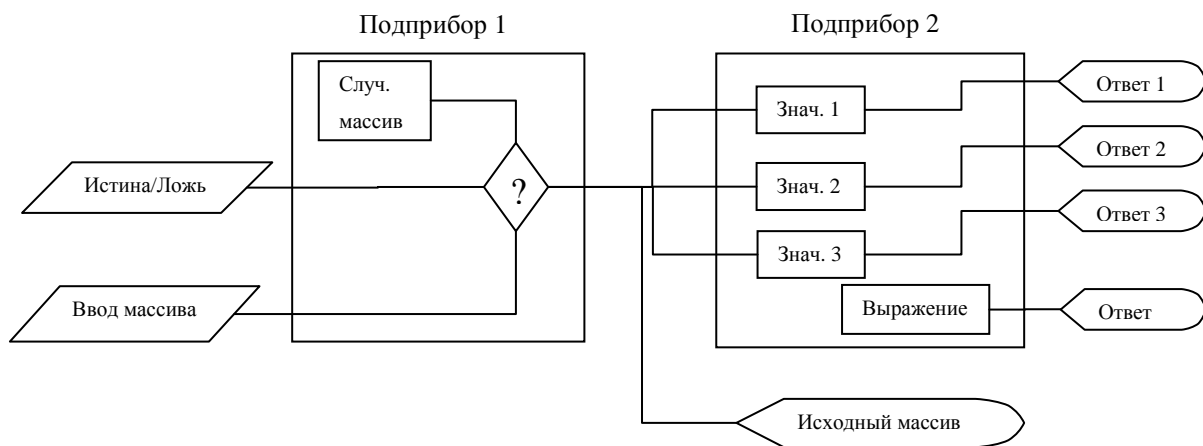 Подприбор 1
Подприбор 2
Случ.
массив
Истина/Ложь
?
Ввод массива
Знач. 1
Знач. 2
Знач. 3
Выражение
Ответ 1
Ответ 2
Ответ 3
Ответ
Исходный массив